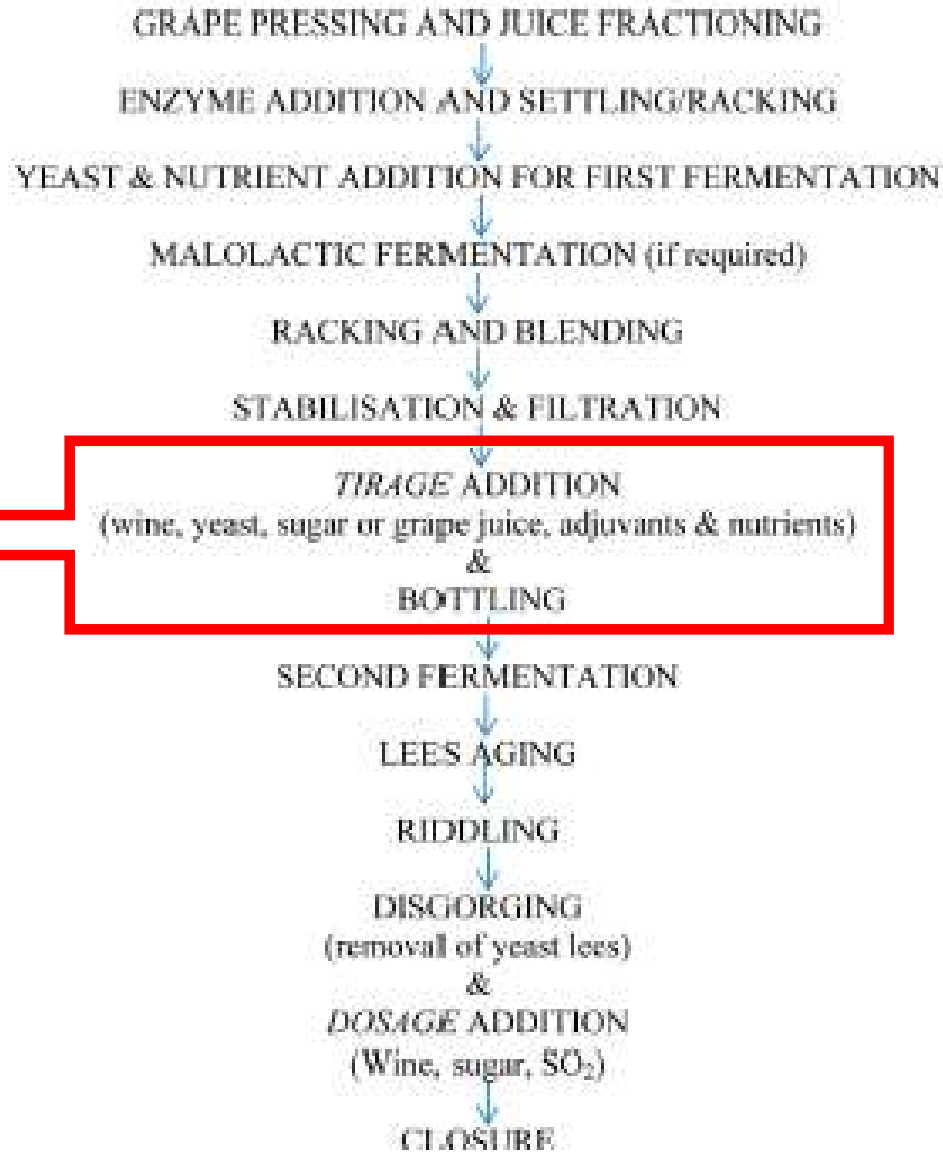 GRAPE PRESSING AND JUICE FRACTIONING
ENZYME ADDITION AND SETTLING/RACKING
YEAST & NUTRIENT ADDITION FOR FIRST FERMENTATION
MALOLACTIC FERMENTATION (if required)
RACKING AND BLENDING
STABILISATION & FILTRATION
TIRAGE ADDITION
(wine, yeast, sugar or grape juice, adjuvants & nutrients)
&
BOTTLING
SECOND FERMENTATION
LEES AGING
RIDDLING
DISGORGING
(removal of yeast lees)
&
DOSAGE ADDITION
(Wine, sugar, SO₂)
CLOSURE